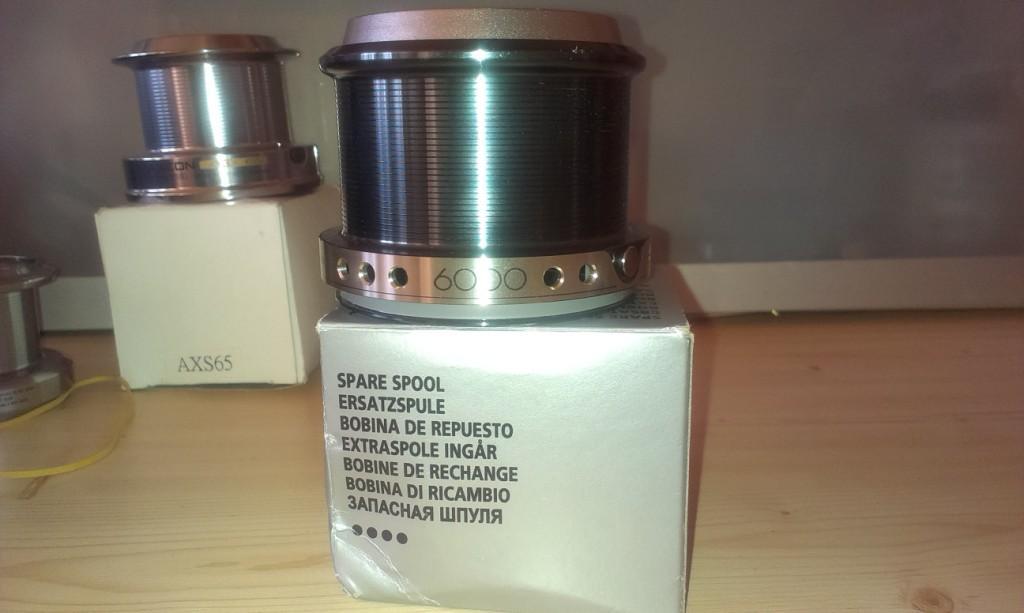 6000
SPARE SPOOL
ERSATZSPULE
BOBINA DE REPUESTO
EXTRASPOLE INGÅR
BOBINE DE RECHANGE
BOBINA DI RICAMBIO
ЗАПАСНАЯ ШПУЛЯ
AXS65